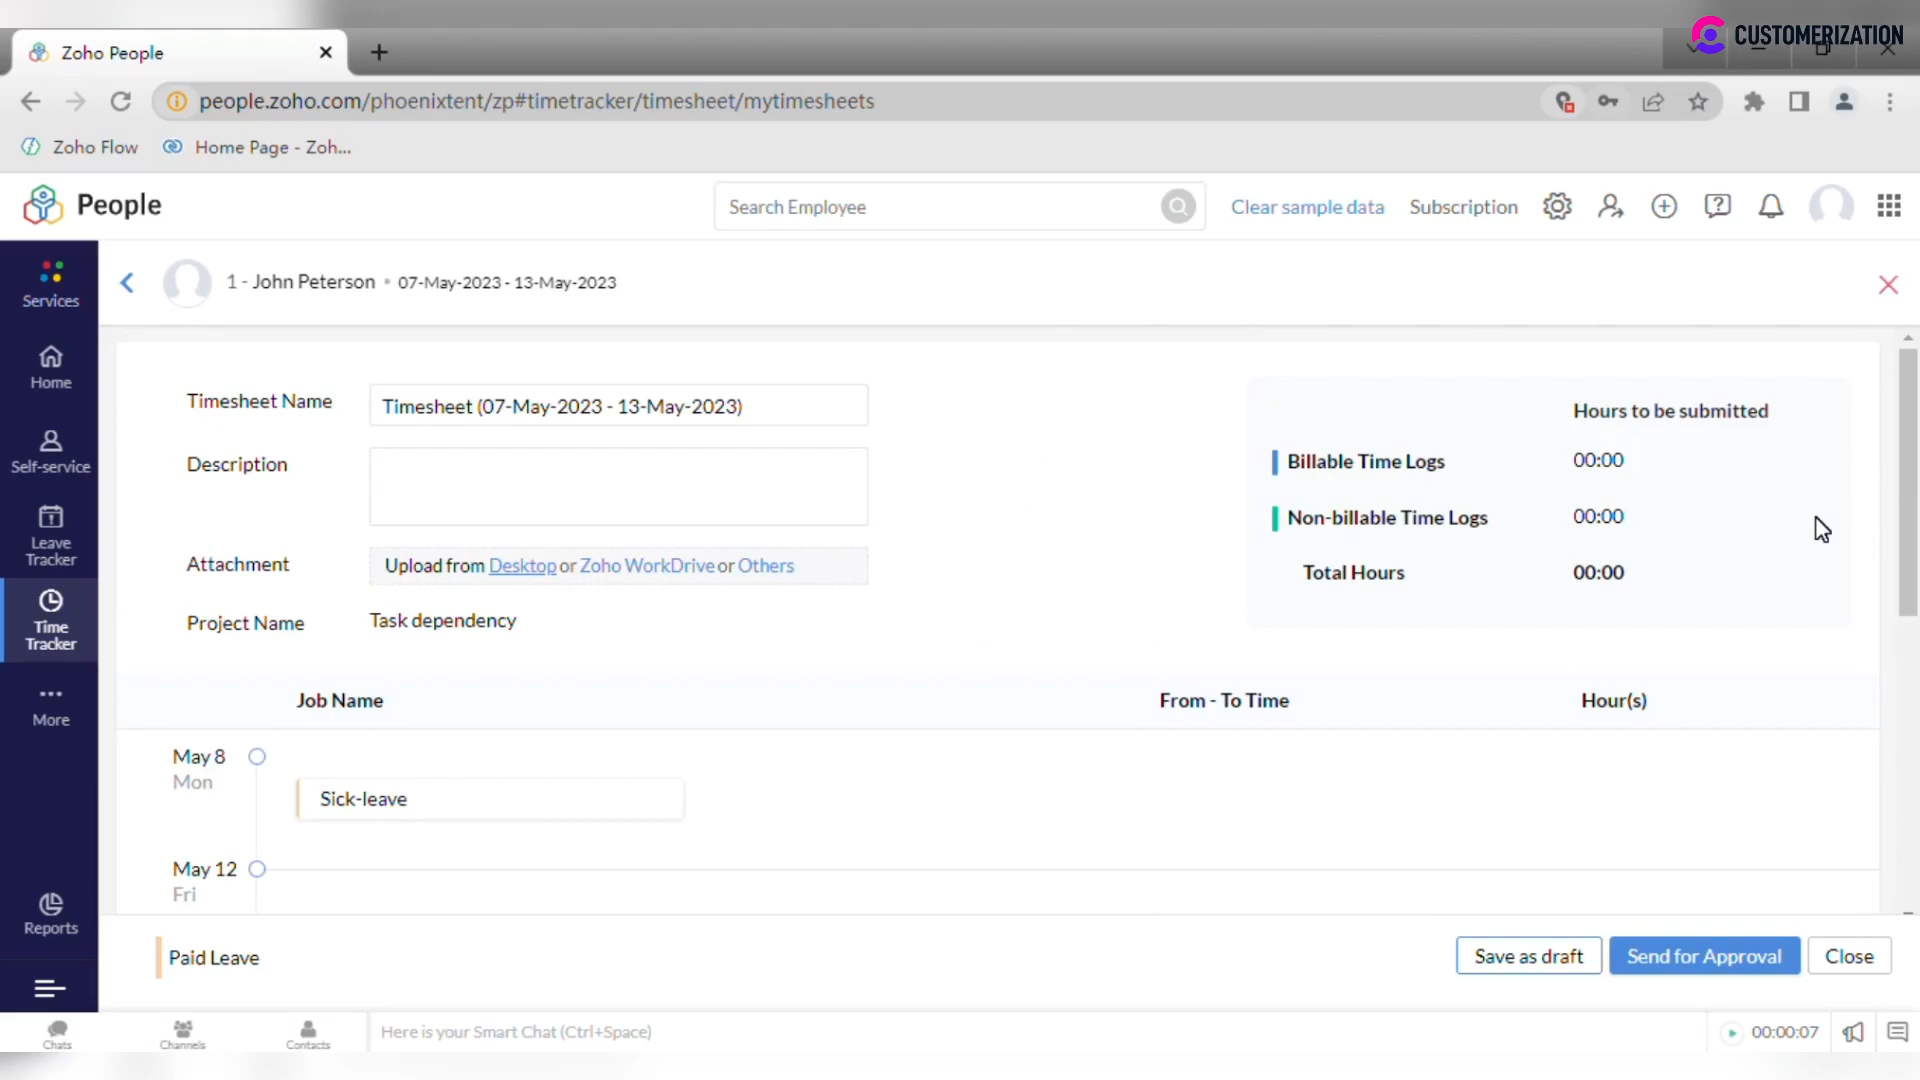 CUSTOMERIZATION
Zoho People
people.zoho.com/phoenixtent/zp#timetracker/timesheet/mytimesheets
Zoho Flow Home Page - Zoh...
People Search Employee Clear sample data Subscription
Services
Home
Self-service
Leave
Tracker
Time
Tracker
More
Reports
1 - John Peterson • 07-May-2023 - 13-May-2023
Timesheet Name Timesheet (07-May-2023 - 13-May-2023)
Description
Attachment Upload from Desktop or Zoho WorkDrive or Others
Project Name Task dependency
Hours to be submitted
Billable Time Logs 00:00
Non-billable Time Logs 00:00
Total Hours 00:00
Job Name From - To Time Hour(s)
May 8
Mon
Sick-leave
May 12
Fri
Paid Leave Save as draft Send for Approval Close
Chats Channels Contacts Here is your Smart Chat (Ctrl+Space) 00:00:07